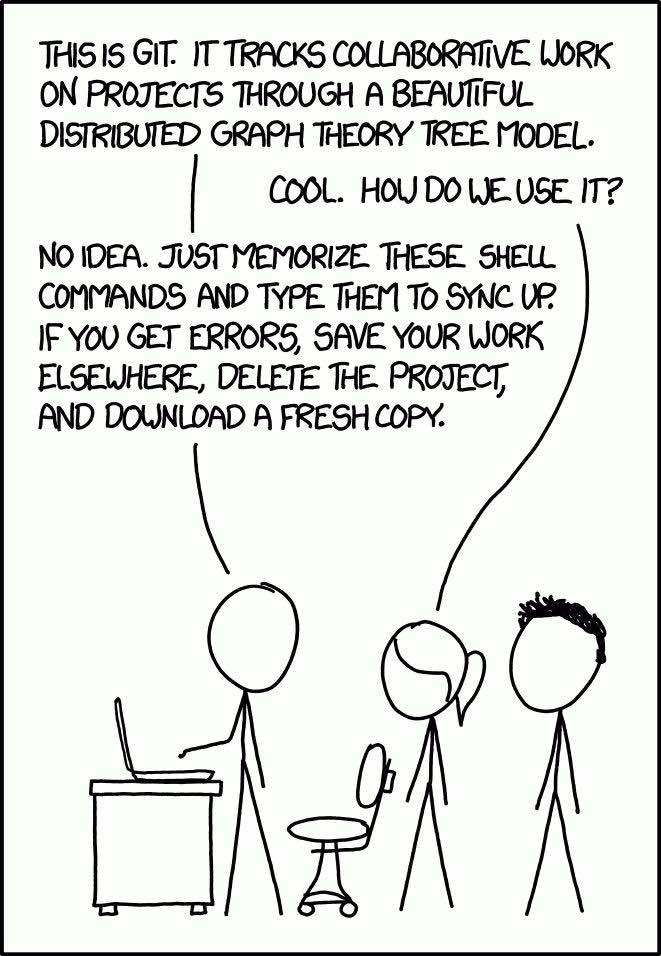 THIS IS GIT. IT TRACKS COLLABORATIVE WORK
ON PROJECTS THROUGH A BEAUTIFUL
DISTRIBUTED GRAPH THEORY TREE MODEL.
COOL. HOW DO WE USE IT?
NO IDEA. JUST MEMORIZE THESE SHELL
COMMANDS AND TYPE THEM TO SYNC UP.
IF YOU GET ERRORS, SAVE YOUR WORK
ELSEWHERE, DELETE THE PROJECT,
AND DOWNLOAD A FRESH COPY.